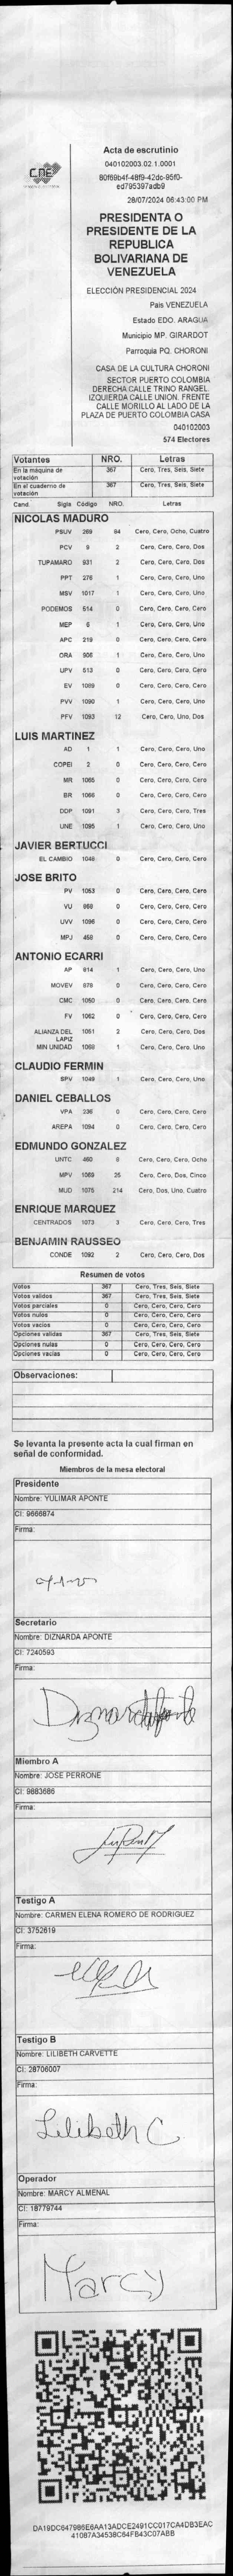 CNE
Acta de escrutinio
040102003.02.1.0001
80f69b4f-48f9-42dc-95f0-
ed795397adb9
28/07/2024 06:43:00 PM
PRESIDENTA O
PRESIDENTE DE LA
REPUBLICA
BOLIVARIANA DE
VENEZUELA
ELECCIÓN PRESIDENCIAL 2024
País VENEZUELA
Estado EDO. ARAGUA
Municipio MP. GIRARDOT
Parroquia PQ. CHORONI
CASA DE LA CULTURA CHORONI
SECTOR PUERTO COLOMBIA
DERECHA CALLE TRINO RANGEL.
IZQUIERDA CALLE UNION. FRENTE
CALLE MORILLO AL LADO DE LA
PLAZA DE PUERTO COLOMBIA CASA
040102003
574 Electores
Votantes NRO. Letras
En la máquina de votación 367 Cero, Tres, Seis, Siete
En el cuaderno de votación 367 Cero, Tres, Seis, Siete
Cand. Sigla Código NRO. Letras
NICOLAS MADURO
PSUV 269 84 Cero, Cero, Ocho, Cuatro
PCV 9 2 Cero, Cero, Cero, Dos
TUPAMARO 931 2 Cero, Cero, Cero, Dos
PPT 276 1 Cero, Cero, Cero, Uno
MSV 1017 1 Cero, Cero, Cero, Uno
PODEMOS 514 0 Cero, Cero, Cero, Cero
MEP 6 1 Cero, Cero, Cero, Uno
APC 219 0 Cero, Cero, Cero, Cero
ORA 906 1 Cero, Cero, Cero, Uno
UPV 513 0 Cero, Cero, Cero, Cero
EV 1089 0 Cero, Cero, Cero, Cero
PVV 1090 1 Cero, Cero, Cero, Uno
PFV 1093 12 Cero, Cero, Uno, Dos
LUIS MARTINEZ
AD 1 1 Cero, Cero, Cero, Uno
COPEI 2 0 Cero, Cero, Cero, Cero
MR 1065 0 Cero, Cero, Cero, Cero
BR 1066 0 Cero, Cero, Cero, Cero
DDP 1091 3 Cero, Cero, Cero, Tres
UNE 1095 1 Cero, Cero, Cero, Uno
JAVIER BERTUCCI
EL CAMBIO 1048 0 Cero, Cero, Cero, Cero
JOSE BRITO
PV 1053 0 Cero, Cero, Cero, Cero
VU 868 0 Cero, Cero, Cero, Cero
UVV 1096 0 Cero, Cero, Cero, Cero
MPJ 458 0 Cero, Cero, Cero, Cero
ANTONIO ECARRI
AP 814 1 Cero, Cero, Cero, Uno
MOVEV 978 0 Cero, Cero, Cero, Cero
CMC 1050 0 Cero, Cero, Cero, Cero
FV 1062 0 Cero, Cero, Cero, Cero
ALIANZA DEL LAPIZ 1051 2 Cero, Cero, Cero, Dos
MIN UNIDAD 1068 1 Cero, Cero, Cero, Uno
CLAUDIO FERMIN
SPV 1049 1 Cero, Cero, Cero, Uno
DANIEL CEBALLOS
VPA 236 0 Cero, Cero, Cero, Cero
AREPA 1094 0 Cero, Cero, Cero, Cero
EDMUNDO GONZALEZ
UNTC 460 8 Cero, Cero, Cero, Ocho
MPV 1069 25 Cero, Cero, Dos, Cinco
MUD 1075 214 Cero, Dos, Uno, Cuatro
ENRIQUE MARQUEZ
CENTRADOS 1073 3 Cero, Cero, Cero, Tres
BENJAMIN RAUSSEO
CONDE 1092 2 Cero, Cero, Cero, Dos
Resumen de votos
Votos 367 Cero, Tres, Seis, Siete
Votos validos 367 Cero, Tres, Seis, Siete
Votos parciales 0 Cero, Cero, Cero, Cero
Votos nulos 0 Cero, Cero, Cero, Cero
Votos vacios 0 Cero, Cero, Cero, Cero
Opciones validas 367 Cero, Tres, Seis, Siete
Opciones nulas 0 Cero, Cero, Cero, Cero
Opciones vacias 0 Cero, Cero, Cero, Cero
Observaciones:
Se levanta la presente acta la cual firman en
señal de conformidad.
Miembros de la mesa electoral
Presidente
Nombre: YULIMAR APONTE
CI: 9666874
Firma:
Secretario
Nombre: DIZNARDA APONTE
CI: 7240593
Firma:
Diznarda Aponte
Miembro A
Nombre: JOSE PERRONE
CI: 9883686
Firma:
Testigo A
Nombre: CARMEN ELENA ROMERO DE RODRIGUEZ
CI: 3752619
Firma:
Testigo B
Nombre: LILIBETH CARVETTE
CI: 28706007
Firma:
Lilibeth C
Operador
Nombre: MARCY ALMENAL
CI: 18779744
Firma:
Marcy
DA19DC647986E6AA13ADCE2491CC017CA4DB3EAC
41087A34538C64FB43C07ABB